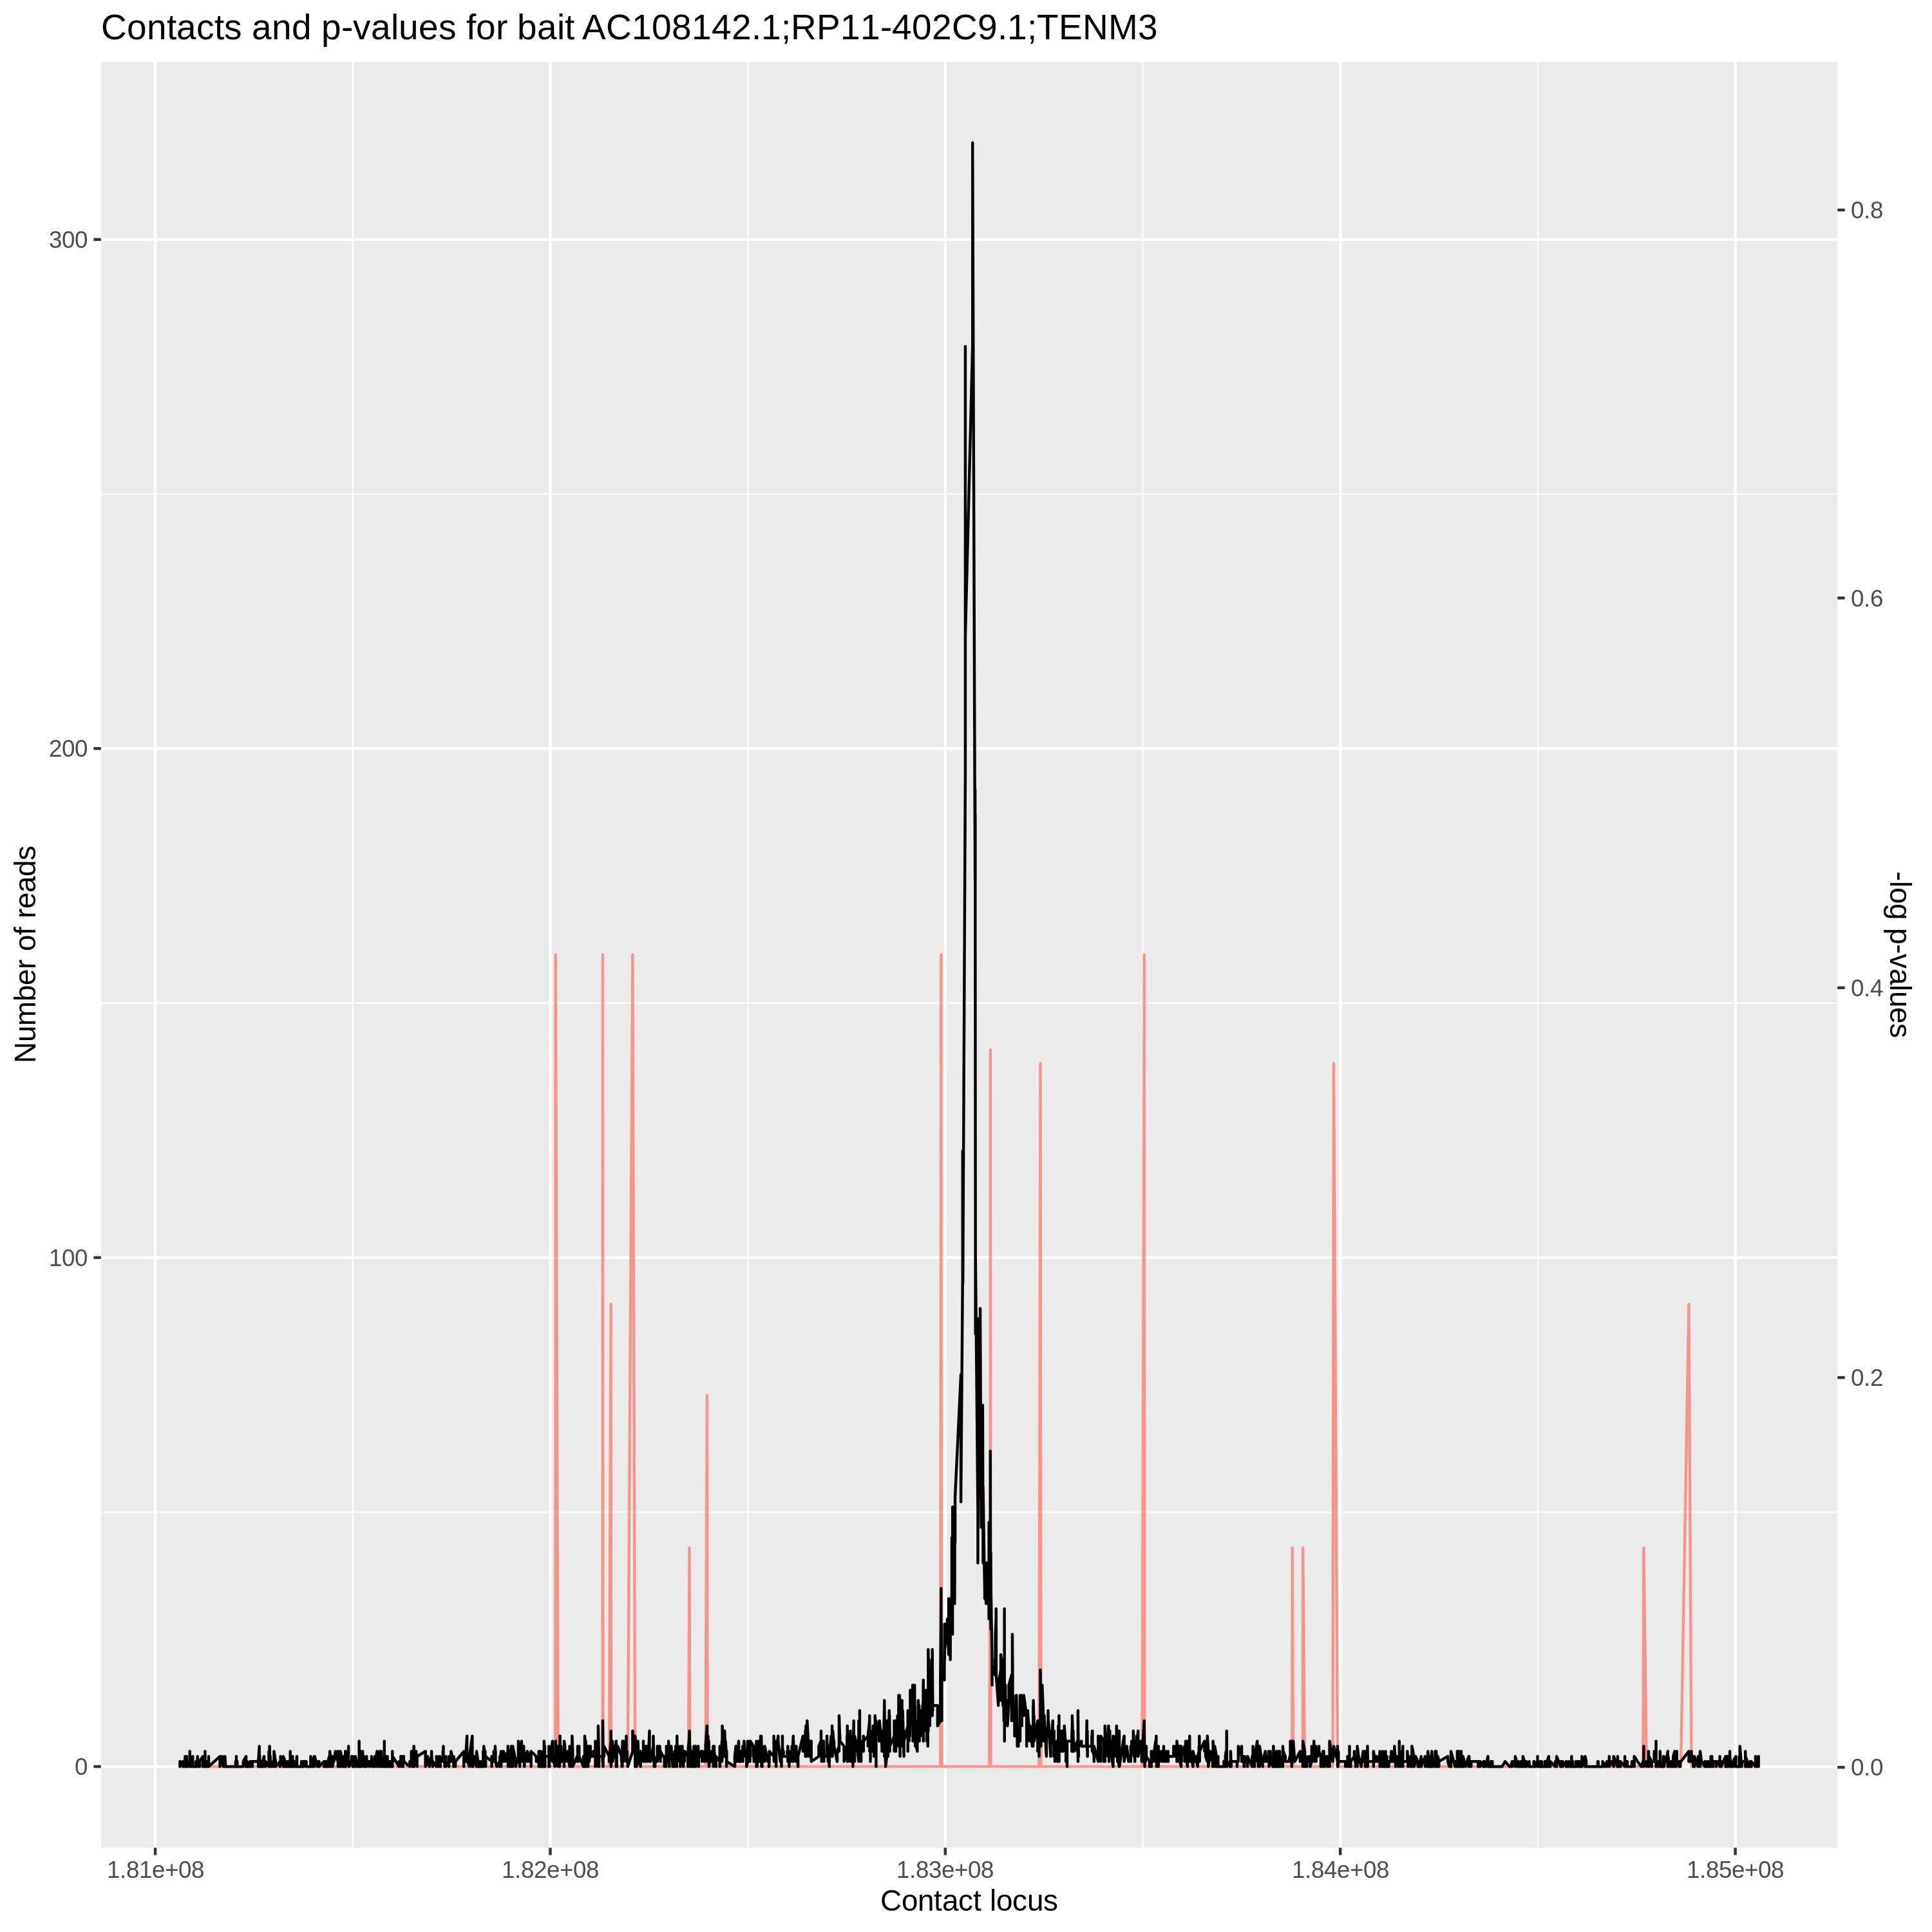 Contacts and p-values for bait AC108142.1;RP11-402C9.1;TENM3
300
200
100
0
Number of reads
0.8
0.6
0.4
0.2
0.0
-log p-values
1.81e+08 1.82e+08 1.83e+08 1.84e+08 1.85e+08
Contact locus